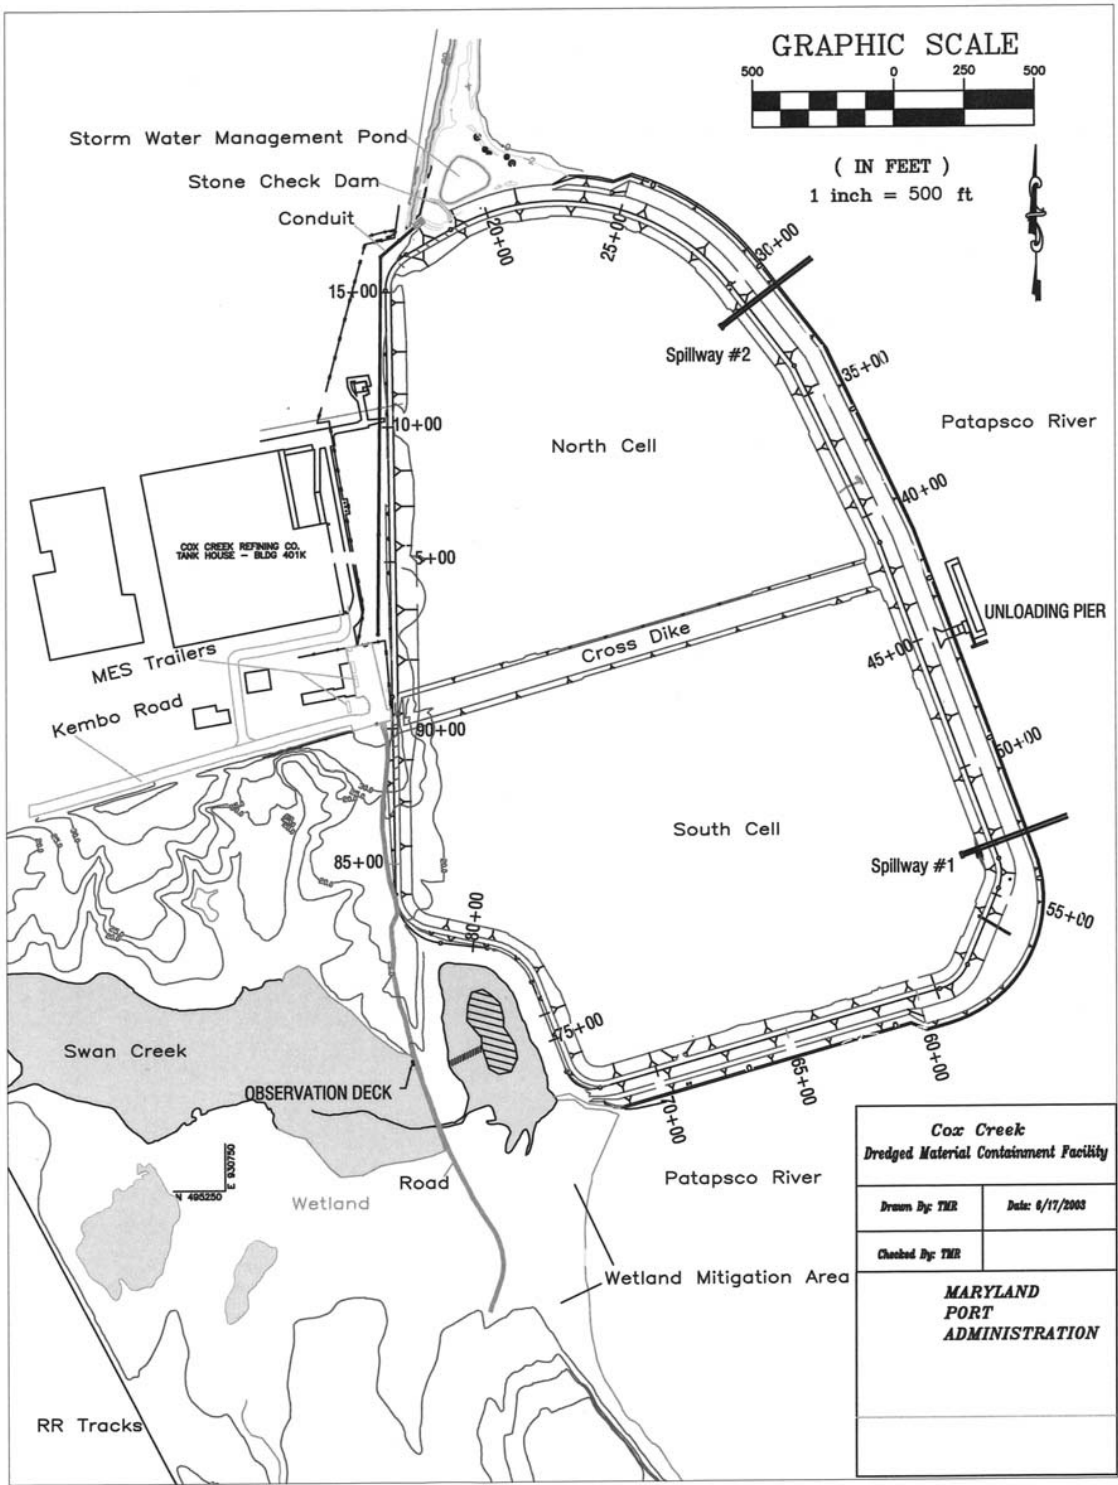 GRAPHIC SCALE
500 0 250 500
( IN FEET )
1 inch = 500 ft
Storm Water Management Pond
Stone Check Dam
Conduit
20+00
25+00
30+00
15+00
Spillway #2
35+00
10+00
North Cell
Patapsco River
40+00
COX CREEK REFINING CO.
TANK HOUSE - BLDG 401K
5+00
UNLOADING PIER
Cross Dike
45+00
MES Trailers
Kembo Road
90+00
50+00
South Cell
85+00
Spillway #1
80+00
55+00
75+00
Swan Creek
60+00
65+00
OBSERVATION DECK
70+00
Cox Creek
Dredged Material Containment Facility
E 930750
N 495250
Road
Patapsco River
Wetland
Drawn By: TMR
Date: 6/17/2003
Checked By: TMR
Wetland Mitigation Area
MARYLAND
PORT
ADMINISTRATION
RR Tracks